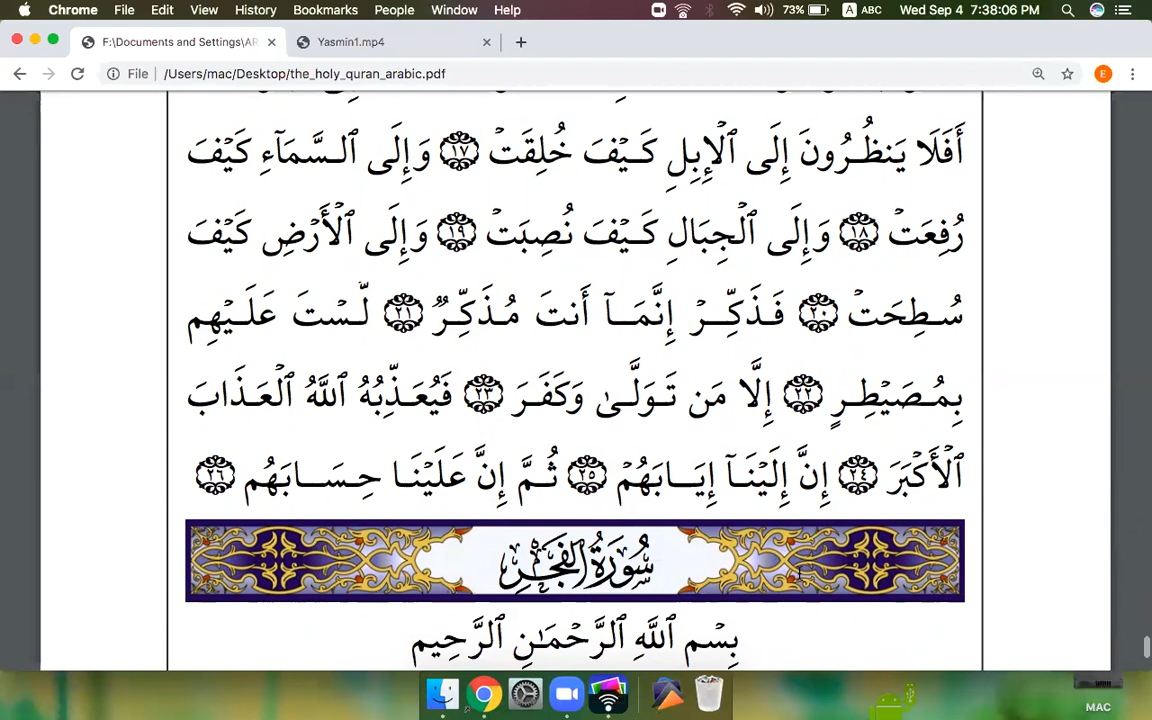 Chrome File Edit View History Bookmarks People Window Help 73% A ABC Wed Sep 4 7:38:06 PM
F:\Documents and Settings\AR Yasmin1.mp4
File /Users/mac/Desktop/the_holy_quran_arabic.pdf E
أَفَلَا يَنظُرُونَ إِلَى ٱلْإِبِلِ كَيْفَ خُلِقَتْ ١٧ وَإِلَى ٱلسَّمَآءِ كَيْفَ
رُفِعَتْ ١٨ وَإِلَى ٱلْجِبَالِ كَيْفَ نُصِبَتْ ١٩ وَإِلَى ٱلْأَرْضِ كَيْفَ
سُطِحَتْ ٢٠ فَذَكِّرْ إِنَّمَآ أَنتَ مُذَكِّرٌ ٢١ لَّسْتَ عَلَيْهِم
بِمُصَيْطِرٍ ٢٢ إِلَّا مَن تَوَلَّىٰ وَكَفَرَ ٢٣ فَيُعَذِّبُهُ ٱللَّهُ ٱلْعَذَابَ
ٱلْأَكْبَرَ ٢٤ إِنَّ إِلَيْنَآ إِيَابَهُمْ ٢٥ ثُمَّ إِنَّ عَلَيْنَا حِسَابَهُم ٢٦
سُورَةُ الفَجْرِ
بِسْمِ ٱللَّهِ ٱلرَّحْمَٰنِ ٱلرَّحِيمِ
MAC